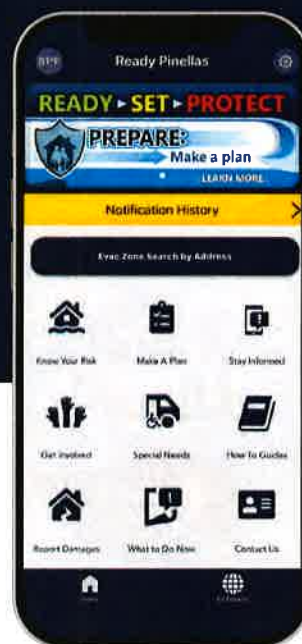 Ready Pinellas
READY ▸ SET ▸ PROTECT
PREPARE:
Make a plan
LEARN MORE
Notification History
Evac Zone Search by Address
Know Your Risk
Make A Plan
Stay Informed
Get Involved
Special Needs
How To Guides
Report Damages
What to Do Now
Contact Us